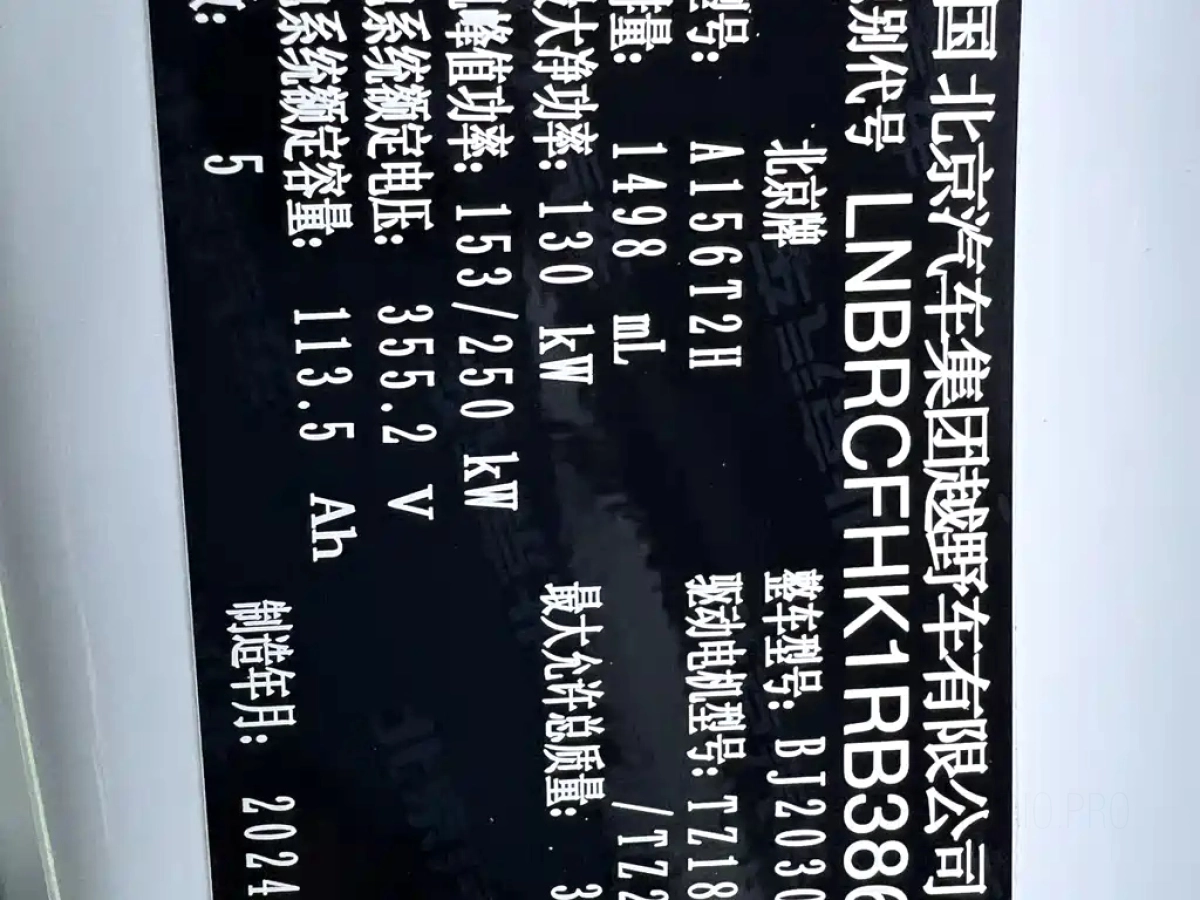 国 北京汽车集团越野车有限公司
别代号 LNBRCFHK1RB386
北京牌 整车型号: BJ2030
型号: A156T2H 驱动电机型号: TZ18
量: 1498 mL /TZ2
大净功率: 130 kW 最大允许总质量: 3
峰值功率: 153/250 kW
系统额定电压: 355.2 V
系统额定容量: 113.5 Ah
5 制造年月: 2024